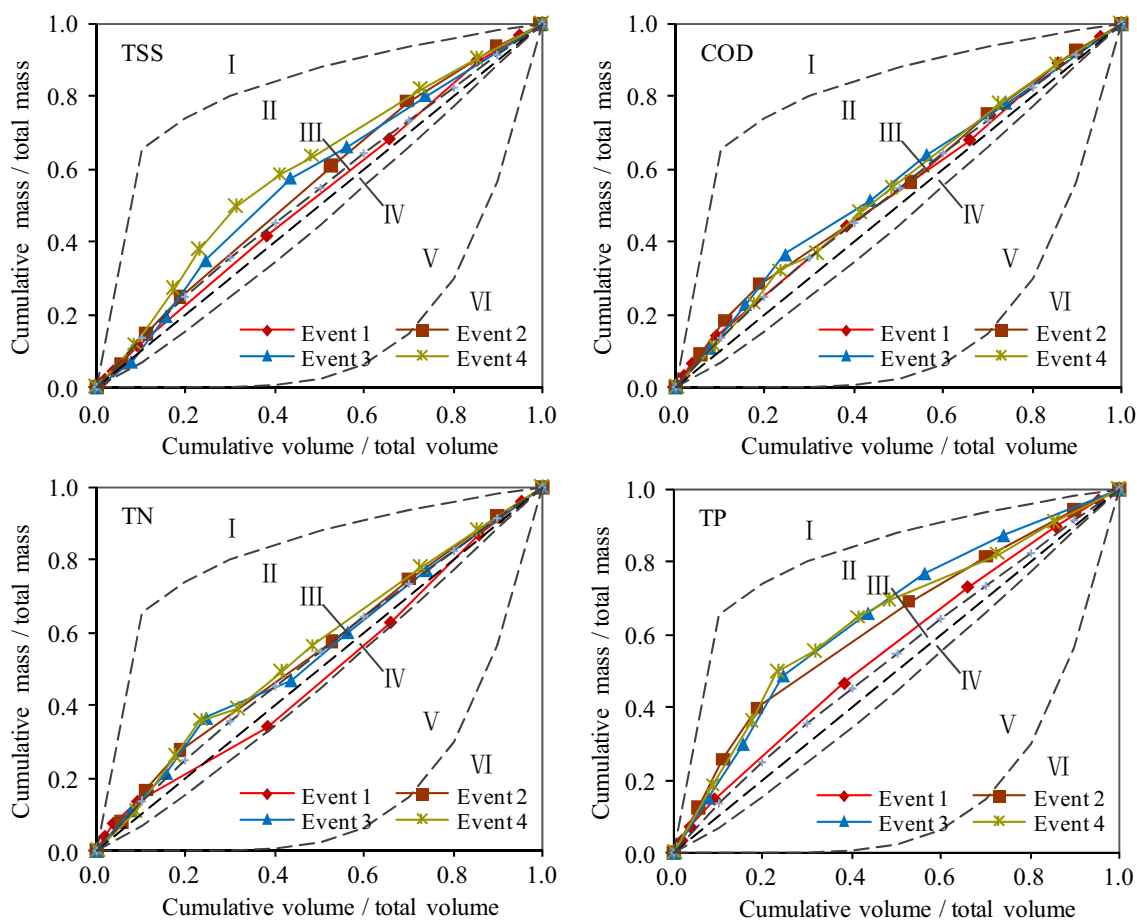 TSS
I
II
III
IV
V
VI
Event 1 Event 2
Event 3 Event 4
1.0
0.8
0.6
0.4
0.2
0.0
0.0 0.2 0.4 0.6 0.8 1.0
Cumulative mass / total mass
Cumulative volume / total volume
COD
I
II
III
IV
V
VI
Event 1 Event 2
Event 3 Event 4
1.0
0.8
0.6
0.4
0.2
0.0
0.0 0.2 0.4 0.6 0.8 1.0
Cumulative mass / total mass
Cumulative volume / total volume
TN
I
II
III
IV
V
VI
Event 1 Event 2
Event 3 Event 4
1.0
0.8
0.6
0.4
0.2
0.0
0.0 0.2 0.4 0.6 0.8 1.0
Cumulative mass / total mass
Cumulative volume / total volume
TP
I
II
III
IV
V
VI
Event 1 Event 2
Event 3 Event 4
1.0
0.8
0.6
0.4
0.2
0.0
0.0 0.2 0.4 0.6 0.8 1.0
Cumulative mass / total mass
Cumulative volume / total volume